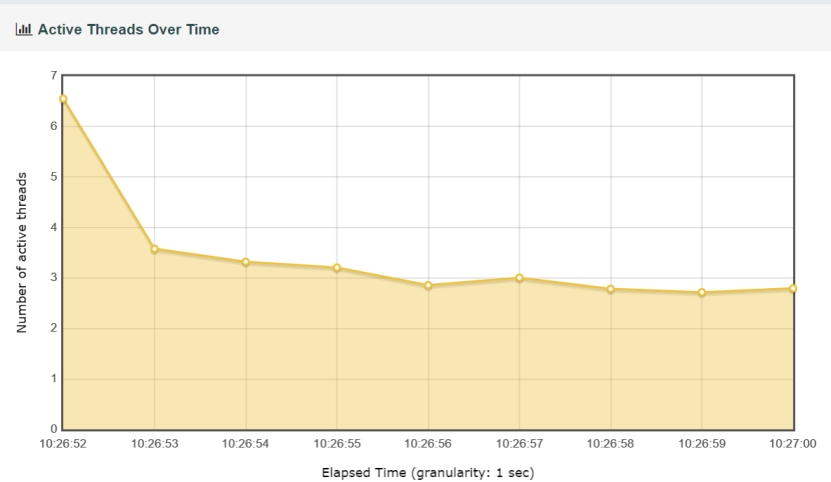 Active Threads Over Time
7
6
5
4
3
2
1
0
Number of active threads
10:26:52 10:26:53 10:26:54 10:26:55 10:26:56 10:26:57 10:26:58 10:26:59 10:27:00
Elapsed Time (granularity: 1 sec)